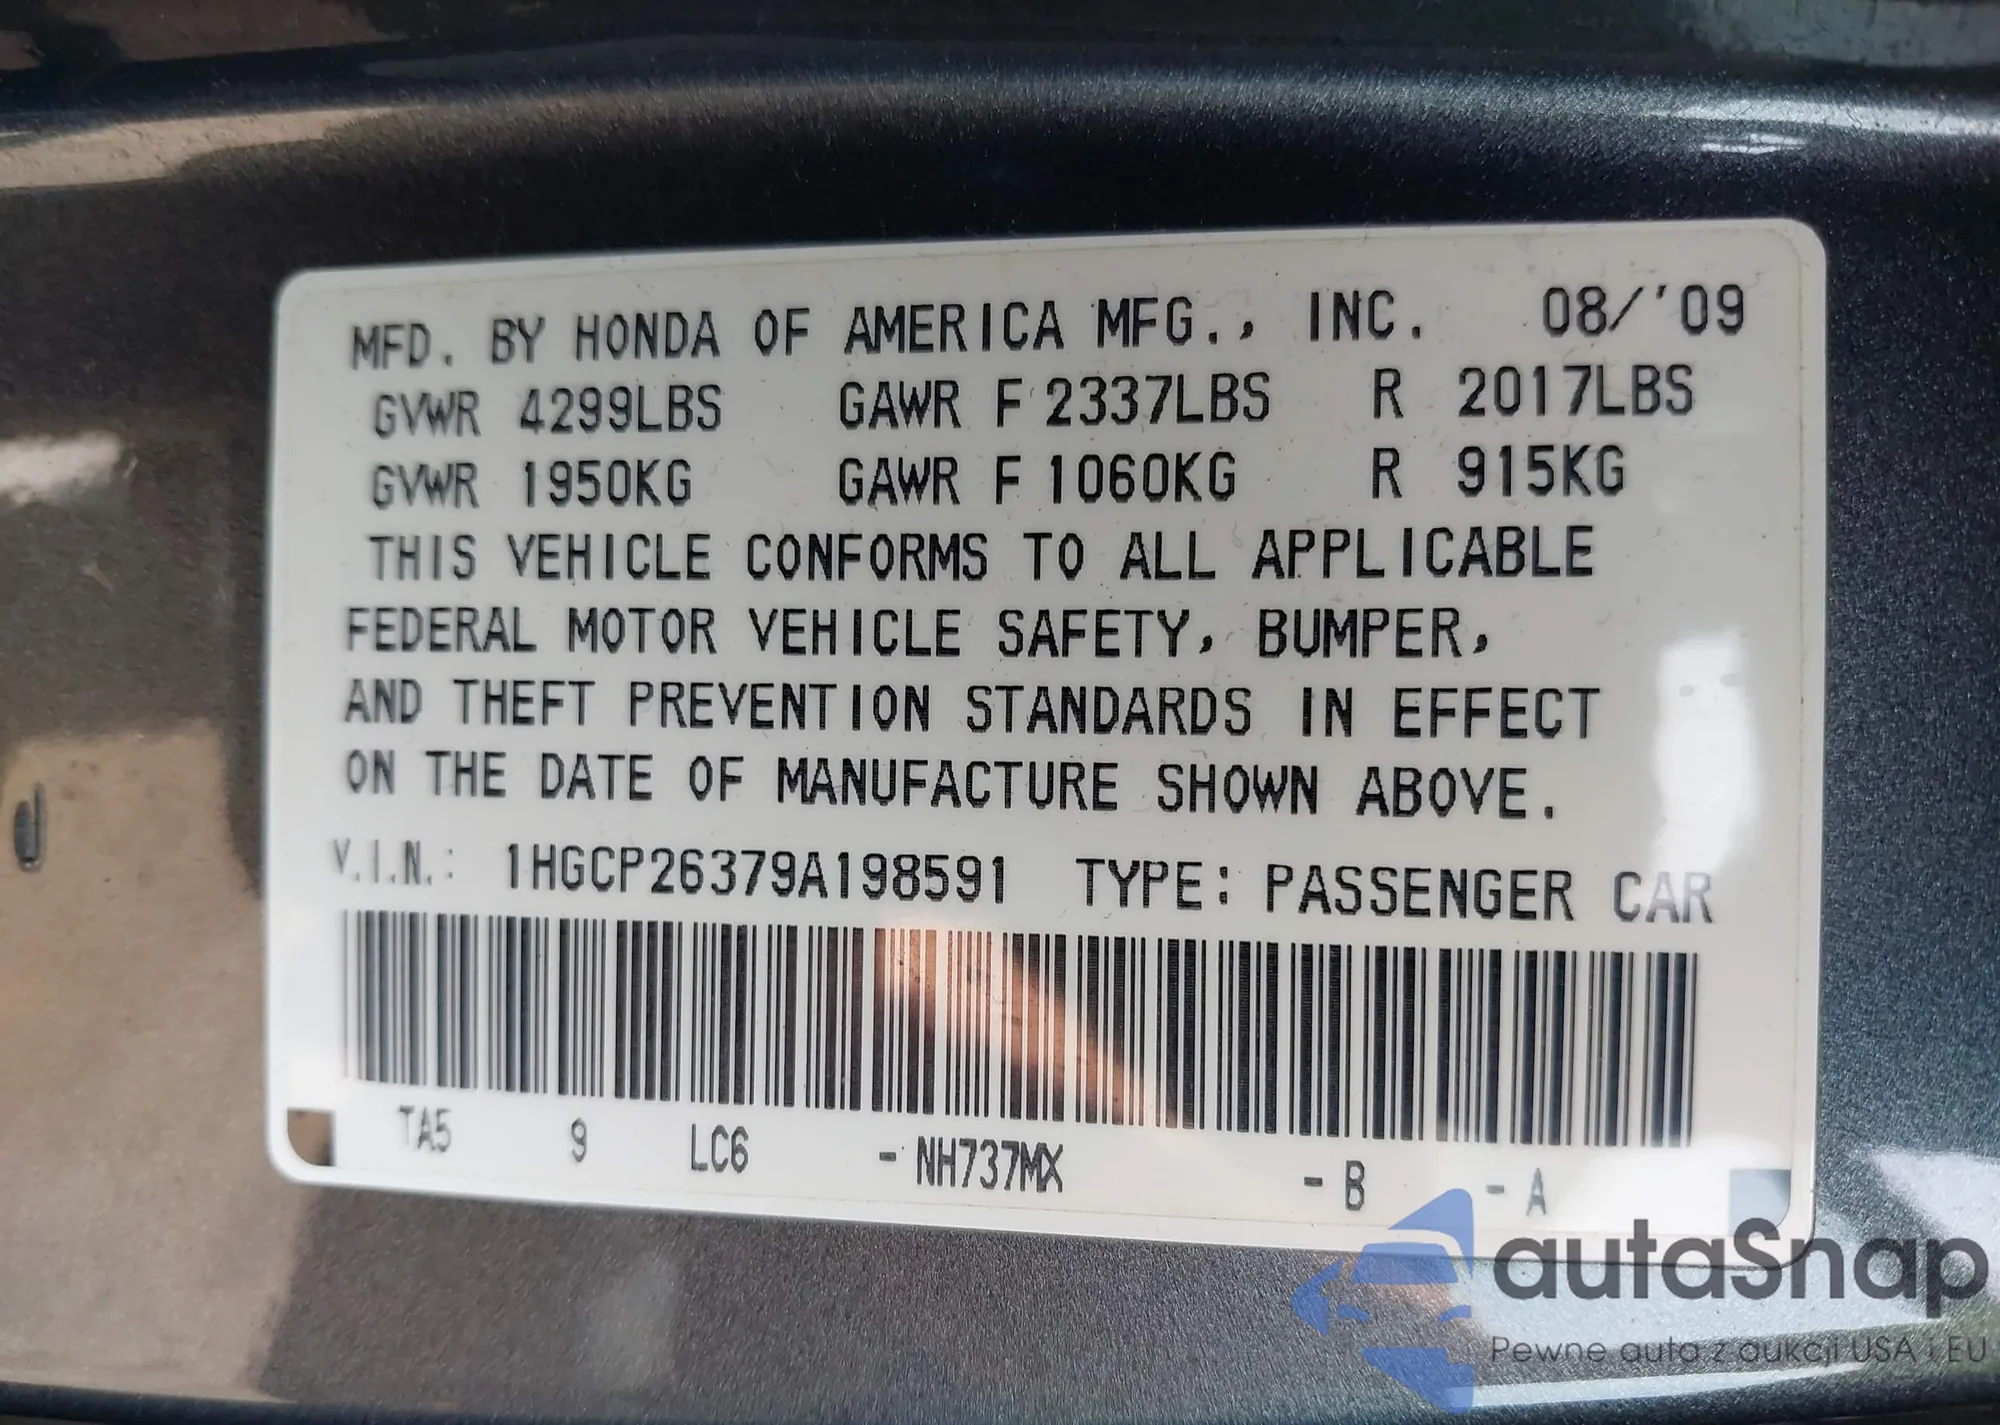 MFD. BY HONDA OF AMERICA MFG., INC. 08/'09
GVWR 4299LBS GAWR F 2337LBS R 2017LBS
GVWR 1950KG GAWR F 1060KG R 915KG
THIS VEHICLE CONFORMS TO ALL APPLICABLE
FEDERAL MOTOR VEHICLE SAFETY, BUMPER,
AND THEFT PREVENTION STANDARDS IN EFFECT
ON THE DATE OF MANUFACTURE SHOWN ABOVE.
V.I.N.: 1HGCP26379A198591 TYPE: PASSENGER CAR
TA5 9 LC6 - NH737MX - B - A
autaSnap
Pewne auta z aukcji USA i EU